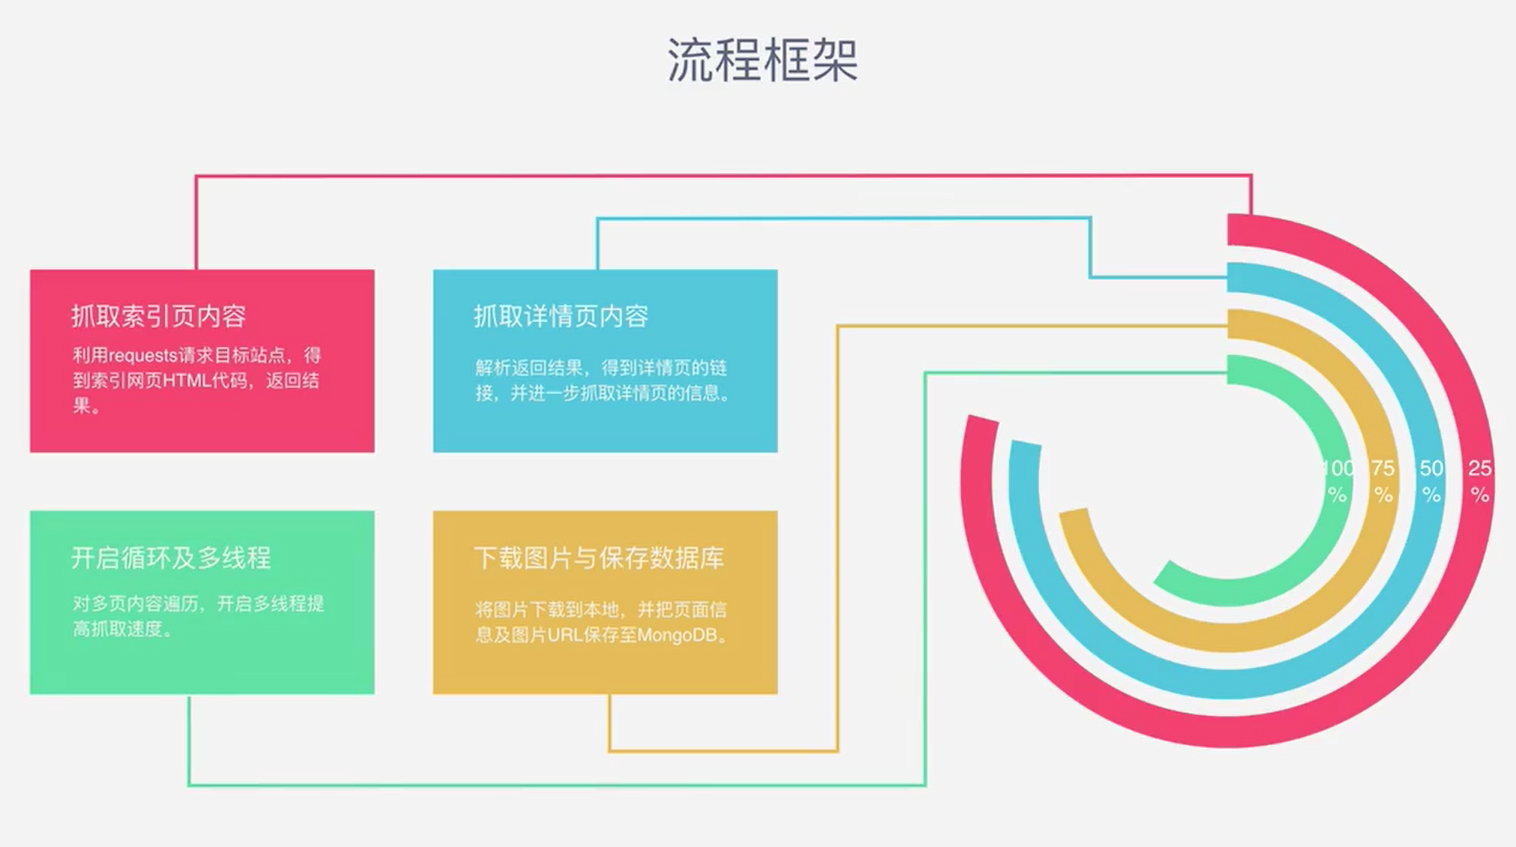 流程框架
抓取索引页内容
利用requests请求目标站点，得
到索引网页HTML代码，返回结
果。
抓取详情页内容
解析返回结果，得到详情页的链
接，并进一步抓取详情页的信息。
开启循环及多线程
对多页内容遍历，开启多线程提
高抓取速度。
下载图片与保存数据库
将图片下载到本地，并把页面信
息及图片URL保存至MongoDB。
100
%
75
%
50
%
25
%